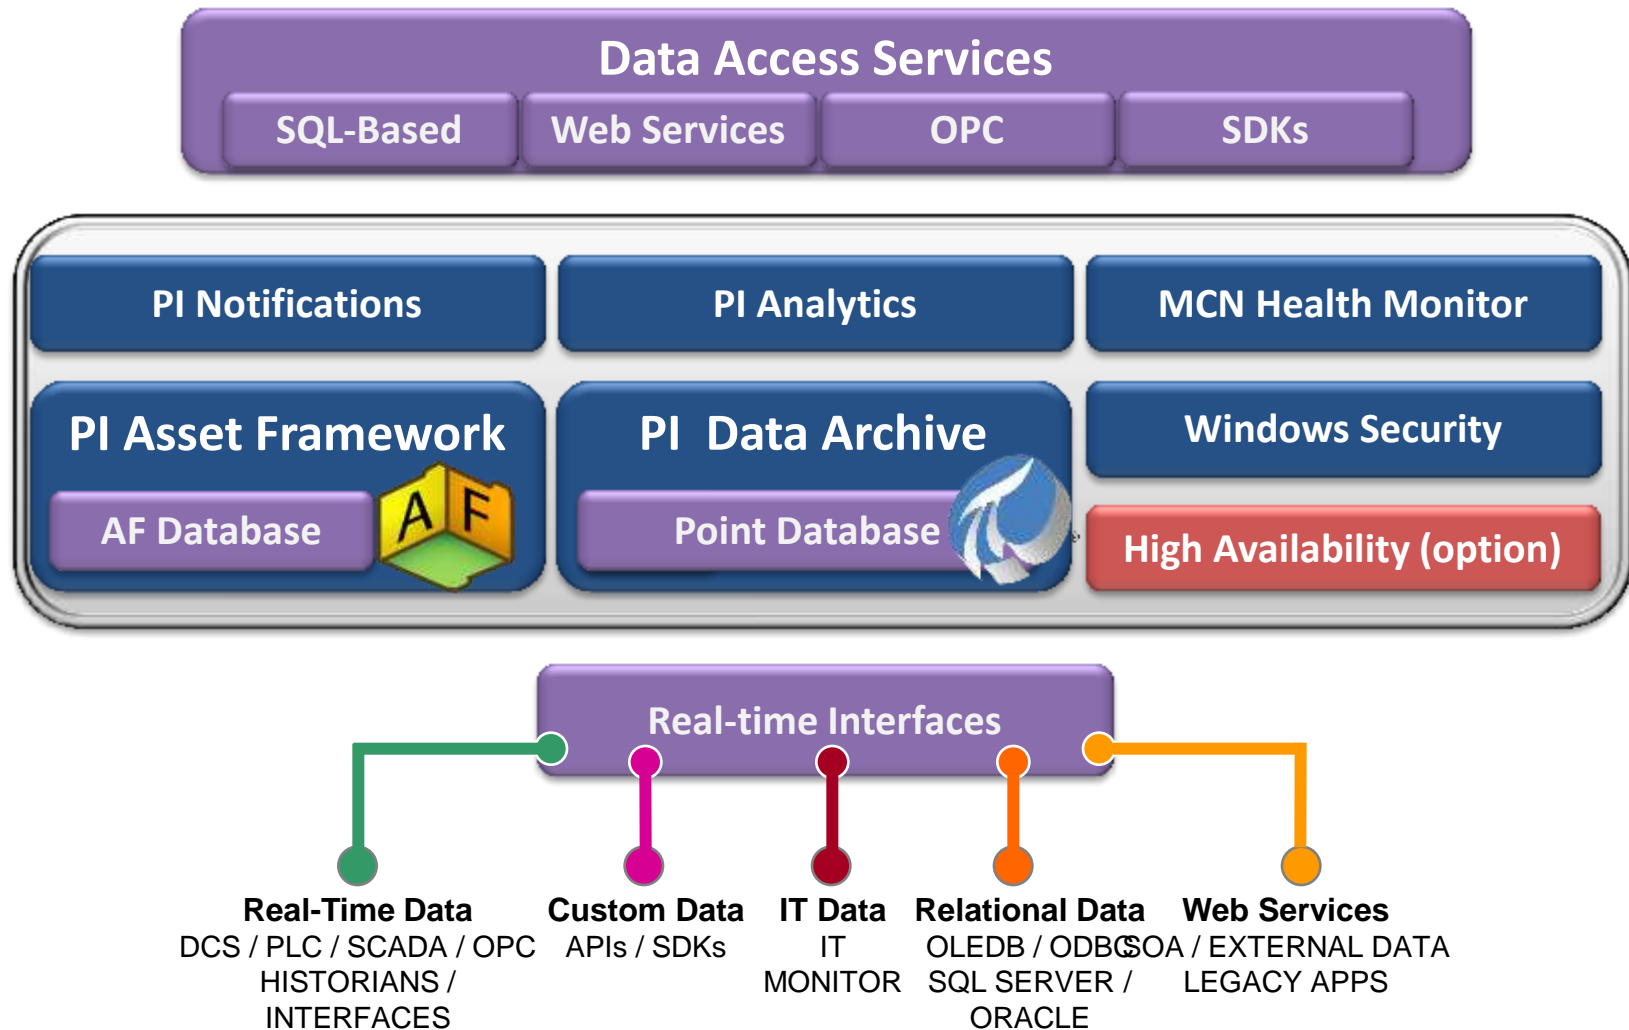 Data Access Services
SQL-Based
Web Services
OPC
SDKs
PI Notifications
PI Analytics
MCN Health Monitor
PI Asset Framework
AF Database
A F
PI Data Archive
Point Database
Windows Security
High Availability (option)
Real-time Interfaces
Real-Time Data
DCS / PLC / SCADA / OPC
HISTORIANS /
INTERFACES
Custom Data
APIs / SDKs
IT Data
IT
MONITOR
Relational Data
OLEDB / ODBC
SQL SERVER /
ORACLE
Web Services
SOA / EXTERNAL DATA
LEGACY APPS